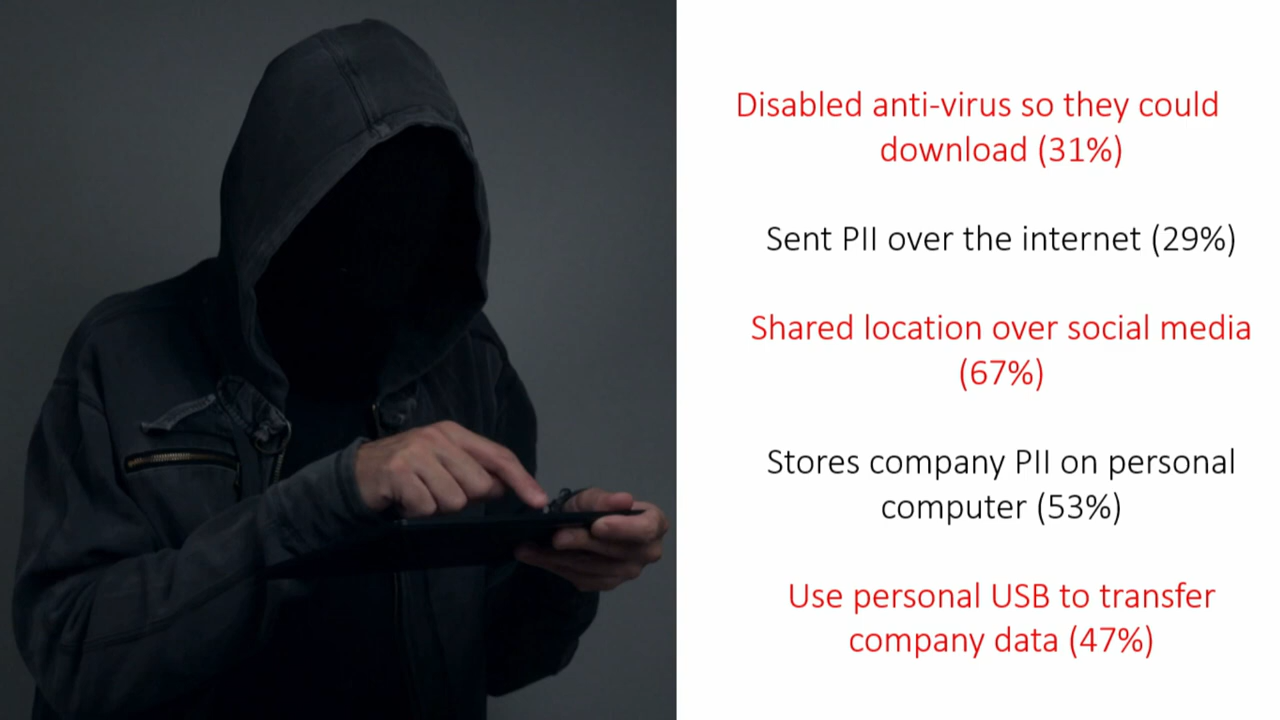 Disabled anti-virus so they could
download (31%)
Sent PII over the internet (29%)
Shared location over social media
(67%)
Stores company PII on personal
computer (53%)
Use personal USB to transfer
company data (47%)